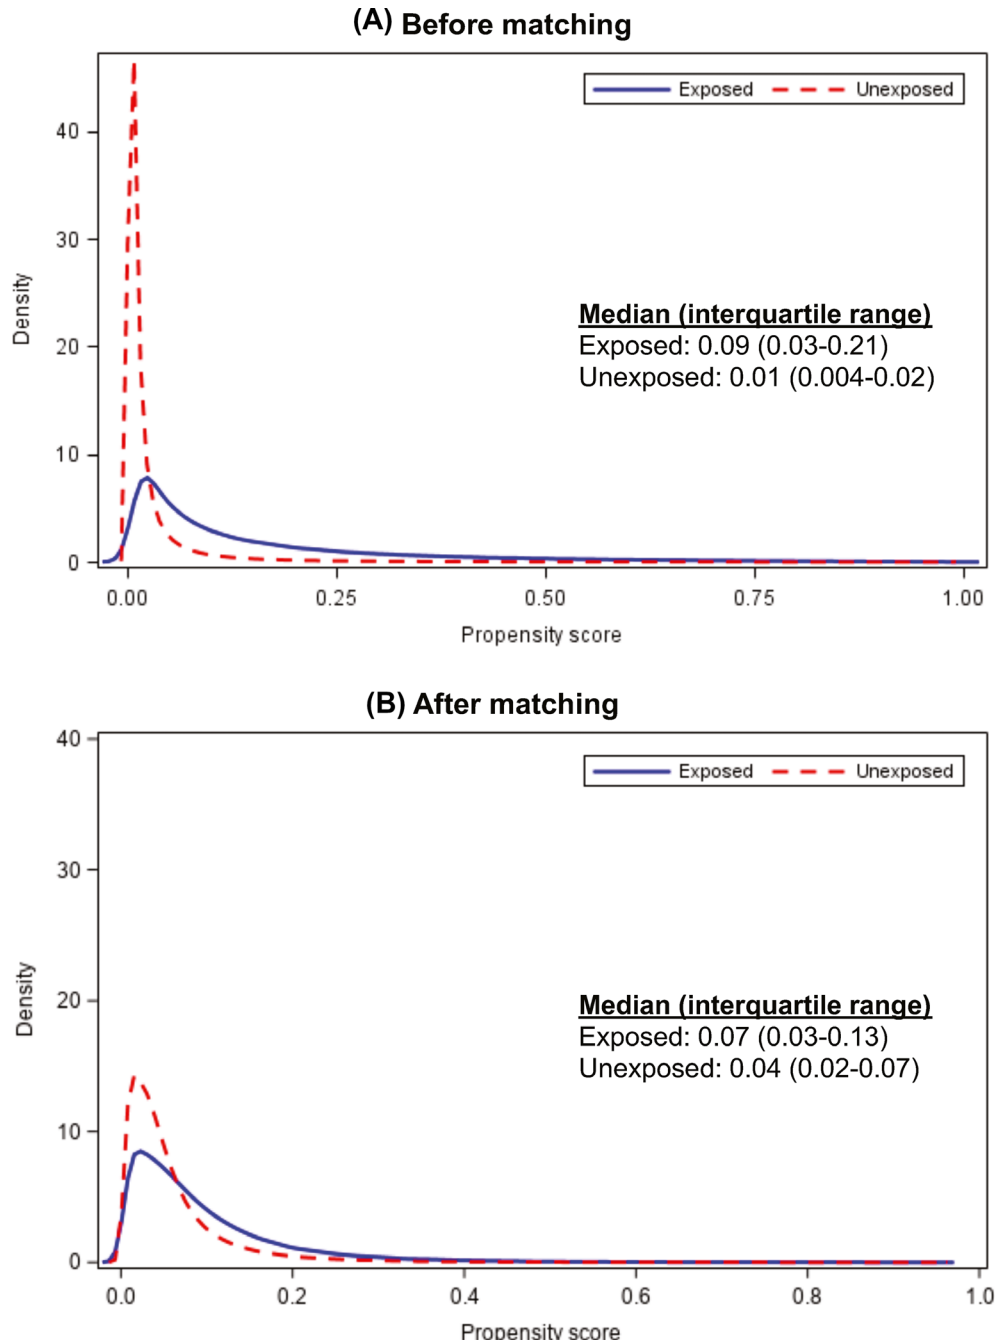 (A) Before matching
Exposed Unexposed
40
30
20
10
0
Density
Median (interquartile range)
Exposed: 0.09 (0.03-0.21)
Unexposed: 0.01 (0.004-0.02)
0.00 0.25 0.50 0.75 1.00
Propensity score
(B) After matching
Exposed Unexposed
40
30
20
10
0
Density
Median (interquartile range)
Exposed: 0.07 (0.03-0.13)
Unexposed: 0.04 (0.02-0.07)
0.0 0.2 0.4 0.6 0.8 1.0
Propensity score